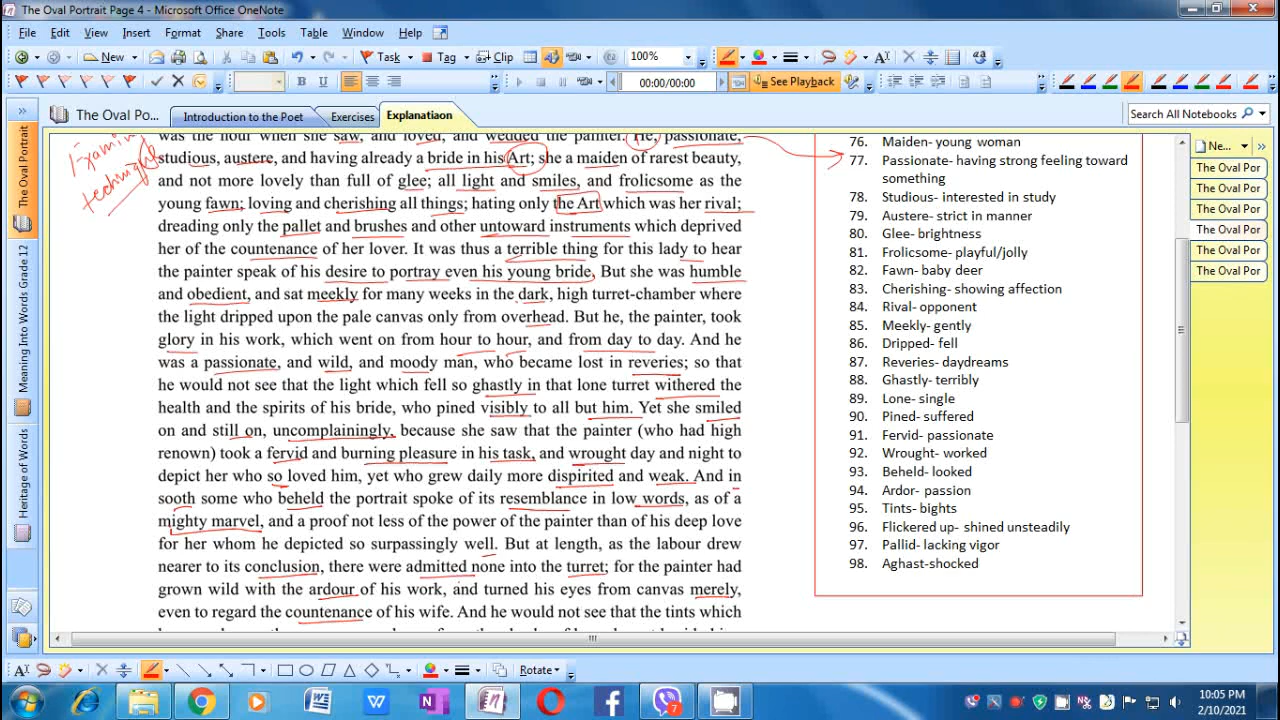 The Oval Portrait Page 4 - Microsoft Office OneNote
File Edit View Insert Format Share Tools Table Window Help
New Task Tag Clip 100%
B U 00:00/00:00 See Playback
The Oval Po... Introduction to the Poet Exercises Explanataion Search All Notebooks
The Oval Portrait
Meaning Into Words Grade 12
Heritage of Words
technique
was the hour when she saw, and loved, and wedded the painter. He, passionate,
studious, austere, and having already a bride in his Art; she a maiden of rarest beauty,
and not more lovely than full of glee; all light and smiles, and frolicsome as the
young fawn; loving and cherishing all things; hating only the Art which was her rival;
dreading only the pallet and brushes and other untoward instruments which deprived
her of the countenance of her lover. It was thus a terrible thing for this lady to hear
the painter speak of his desire to portray even his young bride. But she was humble
and obedient, and sat meekly for many weeks in the dark, high turret-chamber where
the light dripped upon the pale canvas only from overhead. But he, the painter, took
glory in his work, which went on from hour to hour, and from day to day. And he
was a passionate, and wild, and moody man, who became lost in reveries; so that
he would not see that the light which fell so ghastly in that lone turret withered the
health and the spirits of his bride, who pined visibly to all but him. Yet she smiled
on and still on, uncomplainingly, because she saw that the painter (who had high
renown) took a fervid and burning pleasure in his task, and wrought day and night to
depict her who so loved him, yet who grew daily more dispirited and weak. And in
sooth some who beheld the portrait spoke of its resemblance in low words, as of a
mighty marvel, and a proof not less of the power of the painter than of his deep love
for her whom he depicted so surpassingly well. But at length, as the labour drew
nearer to its conclusion, there were admitted none into the turret; for the painter had
grown wild with the ardour of his work, and turned his eyes from canvas merely,
even to regard the countenance of his wife. And he would not see that the tints which
76. Maiden- young woman
77. Passionate- having strong feeling toward
something
78. Studious- interested in study
79. Austere- strict in manner
80. Glee- brightness
81. Frolicsome- playful/jolly
82. Fawn- baby deer
83. Cherishing- showing affection
84. Rival- opponent
85. Meekly- gently
86. Dripped- fell
87. Reveries- daydreams
88. Ghastly- terribly
89. Lone- single
90. Pined- suffered
91. Fervid- passionate
92. Wrought- worked
93. Beheld- looked
94. Ardor- passion
95. Tints- bights
96. Flickered up- shined unsteadily
97. Pallid- lacking vigor
98. Aghast-shocked
Ne...
The Oval Por
The Oval Por
The Oval Por
The Oval Por
The Oval Por
The Oval Por
Rotate
7
10:05 PM
2/10/2021